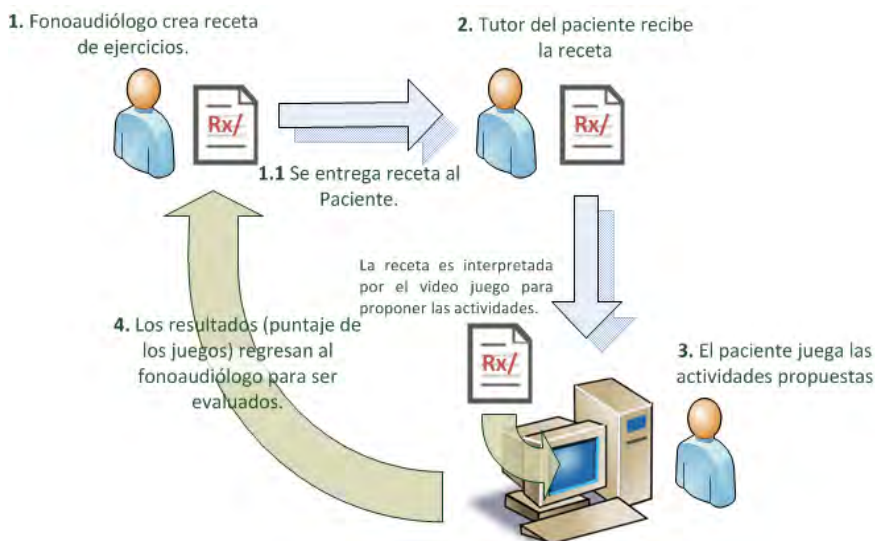 1. Fonoaudiólogo crea receta
de ejercicios.
Rx/
2. Tutor del paciente recibe
la receta
Rx/
1.1 Se entrega receta al
Paciente.
La receta es interpretada
por el video juego para
proponer las actividades.
Rx/
3. El paciente juega las
actividades propuestas
4. Los resultados (puntaje de
los juegos) regresan al
fonoaudiólogo para ser
evaluados.